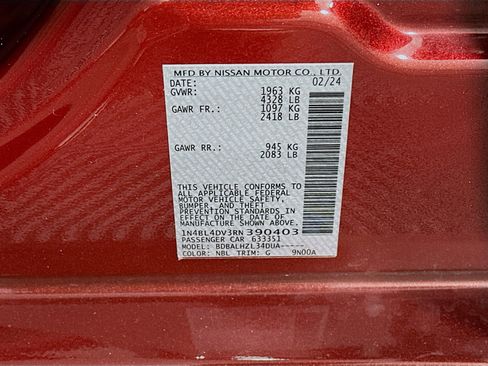 MFD BY NISSAN MOTOR CO., LTD.
DATE: 02/24
GVWR: 1963 KG
4328 LB
GAWR FR.: 1097 KG
2418 LB
GAWR RR.: 945 KG
2083 LB
THIS VEHICLE CONFORMS TO
ALL APPLICABLE FEDERAL
MOTOR VEHICLE SAFETY,
BUMPER, AND THEFT
PREVENTION STANDARDS IN
EFFECT ON THE DATE OF
MANUFACTURE SHOWN ABOVE.
1N4BL4DV3RN390403
PASSENGER CAR 633351
MODEL: BDBALHZL34DUA-----
COLOR: NBL TRIM: G 9N00A